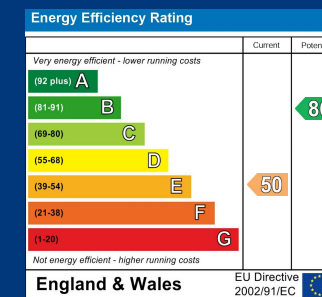 Energy Efficiency Rating
Current
Very energy efficient - lower running costs
(92 plus) A
(81-91) B
(69-80) C
(55-68) D
(39-54) E
50
(21-38) F
(1-20) G
Not energy efficient - higher running costs
England & Wales
EU Directive
2002/91/EC